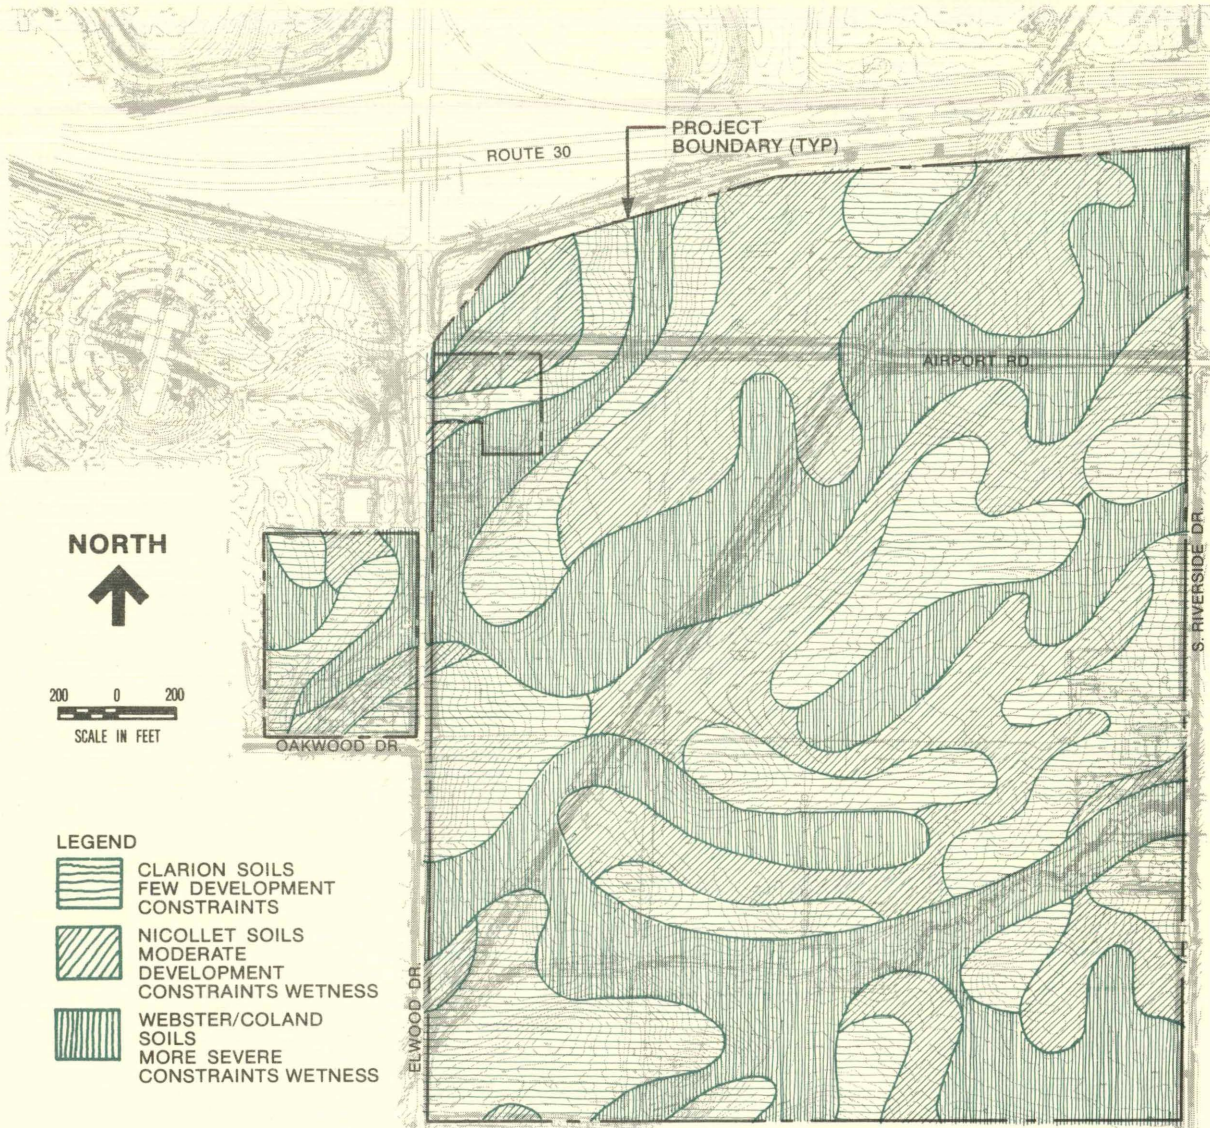 PROJECT
BOUNDARY (TYP)
ROUTE 30
AIRPORT RD.
NORTH
S. RIVERSIDE DR.
200 0 200
SCALE IN FEET
OAKWOOD DR.
ELWOOD DR.
LEGEND
CLARION SOILS
FEW DEVELOPMENT
CONSTRAINTS
NICOLLET SOILS
MODERATE
DEVELOPMENT
CONSTRAINTS WETNESS
WEBSTER/COLAND
SOILS
MORE SEVERE
CONSTRAINTS WETNESS